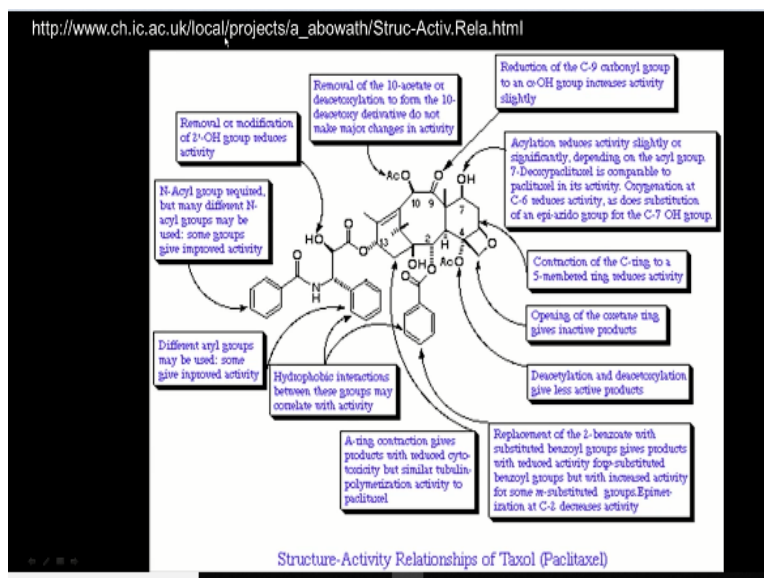 http://www.ch.ic.ac.uk/local/projects/a_abowath/Struc-Activ.Rela.html
Reduction of the C-9 carbonyl group
to an α-OH group increases activity
slightly
Removal of the 10-acetate or
deacetoxylation to form the 10-
deacetoxy derivative do not
make major changes in activity
Removal or modification
of 2'-OH group reduces
activity
Acylation reduces activity slightly or
significantly, depending on the acyl group.
7-Deoxypaclitaxel is comparable to
paclitaxel in its activity. Oxygenation at
C-6 reduces activity, as does substitution
of an epi-azido group for the C-7 OH group.
N-Acyl group required,
but many different N-
acyl groups may be
used: some groups
give improved activity
AcO
O
OH
10
9
7
HO
O
O
13
2
4
H
O
OH
AcO
O
O
O
N
H
Contraction of the C-ring to a
5-membered ring reduces activity
Opening of the oxetane ring
gives inactive products
Different aryl groups
may be used: some
give inproved activity
Hydrophobic interactions
between these groups may
correlate with activity
Deacetylation and deacetoxylation
give less active products
A-ring contraction gives
products with reduced cyto-
toxicity but similar tubulin-
polymerization activity to
paclitaxel
Replacement of the 2-benzoate with
substituted benzoyl groups gives products
with reduced activity forp-substituted
benzoyl groups but with increased activity
for some m-substituted groups.Epimer-
ization at C-2 decreases activity
Structure-Activity Relationships of Taxol (Paclitaxel)